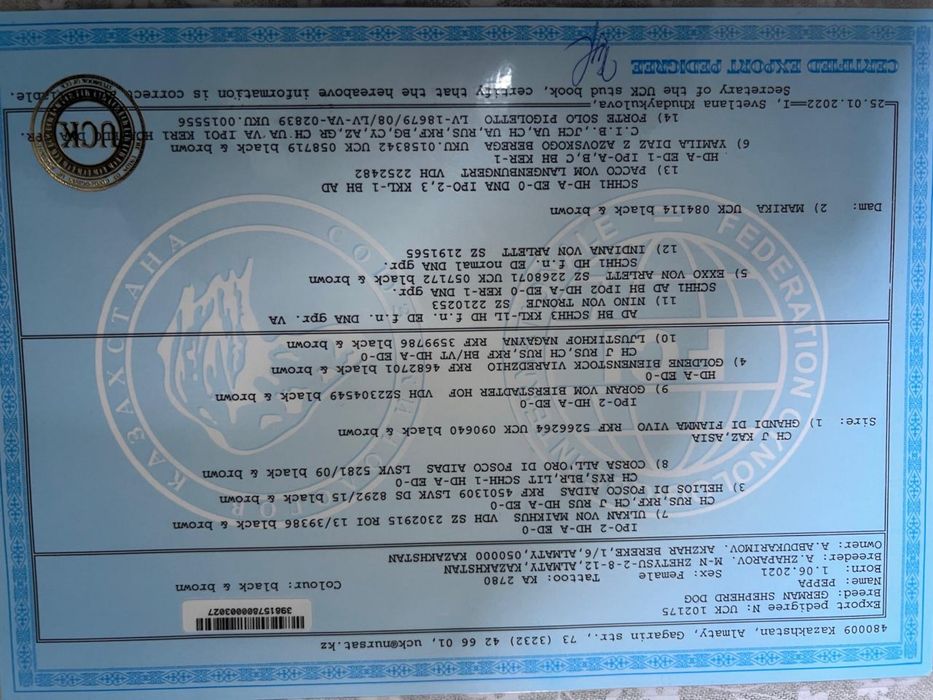 480009 Kazakhstan, Almaty, Gagarin str., 73 (3232) 42 66 01, uck@nursat.kz
Export pedigree N: UCK 102175
Breed: GERMAN SHEPHERD DOG
Name: PEPPA
Born: 1.06.2021 Sex: Female Tattoo: KA 2780 Colour: black & brown
398157800003027
Breeder: A. ZHAPAROV. M-N ZHETYSU 2-8-12, ALMATY, KAZAKHSTAN
Owner: A.ABDUKARIMOV. AKZHAR BEREKE, 1/6, ALMATY, 050000 KAZAKHSTAN
IPO-2 HD-A ED-0
7) ULKAN VON MAIKHUS VDH SZ 2302915 ROI 13/39386 black & brown
CH RUS,RKF,CH J RUS HD-A ED-0
3) HELIOS DI FOSCO AIDAS RKF 4501309 LSVK DS 8292/15 black & brown
CH RYS,BLR,LIT SCHH-1 HD-A-ED-0
8) CORSA ALL'ORO DI FOSCO AIDAS LSVK 5281/09 black & brown
CH J KAZ,ASIA
Sire: 1) GHANDI DI FIAMMA VIVO RKF 5266264 UCK 090640 black & brown
IPO-2 HD-A-ED-0
9) GORAN VOM BIERSTADTER HOF VDH SZ2304549 black & brown
HD-A-ED-0
4) GOLDENE BIENENSTOCK VIAREDZHIO RKF 4682701 black & brown
CH J RUS,CH RUS,RKF BH/VT HD-A-ED-0
10) LJUSTIKHOF NAGAYNA RKF 3599786 black & brown
AD BH SCHH3 KKL-1L HD f.n. ED f.n. DNA gpr. VA
11) NINO VON TRONJE SZ 2210253
SCHH1 AD BH IPO2 HD-A ED-0 KER-1 DNA gpr.
5) EXXO VON ARLETT SZ 2268071 UCK 057172 black & brown
SCHH1 HD f.n. ED normal DNA gpr.
12) INDIANA VON ARLETT SZ 2191565
Dam: 2) MARIKA UCK 084114 black & brown
SCHH1 HD-A ED-0 DNA IPO-2,3 KKL-1 BH AD
13) PACCO VOM LANGENBUNGERT VDH 2252482
HD-A-ED-1 IPO-A,B,C BH KER-1
6) YAMILA Z DIAZ AZOVSKOGO BEREGA UKU.0158342 UCK 058719 black & brown
C.I.B.,JCH UA,CH UA,RUS,RKF,BG,CY,AZ,GR CH UA VA IPO1 KER1
14) FORTE SOLO PIGOLETTO LV-18679/08/LV-VA-02839 UKU.0015556
25.01.2022 I, Svetlana Khudaykulova,
Secretary of the UCK stud book, certify that the hereabove information is correct
CERTIFIED EXPORT PEDIGREE
UCK
FEDERATION CYNOL
КАЗАХСТАНА